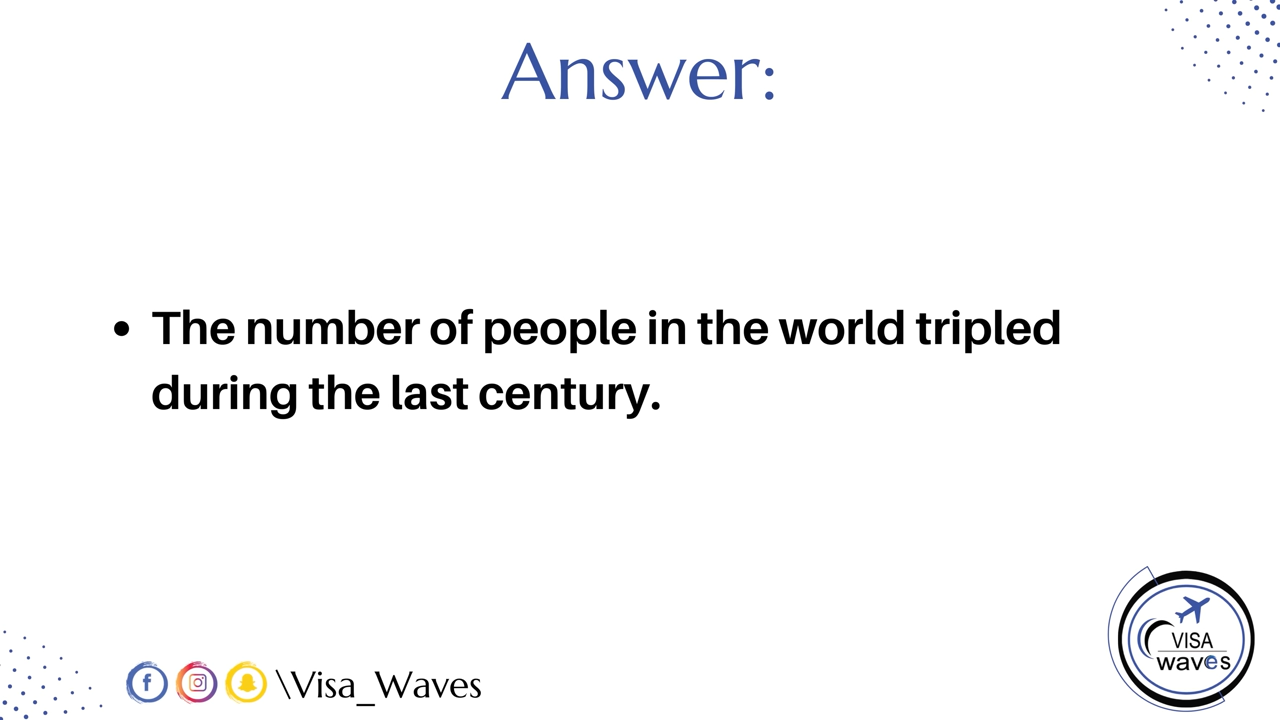 Answer:
• The number of people in the world tripled
during the last century.
\Visa_Waves
VISA
waves